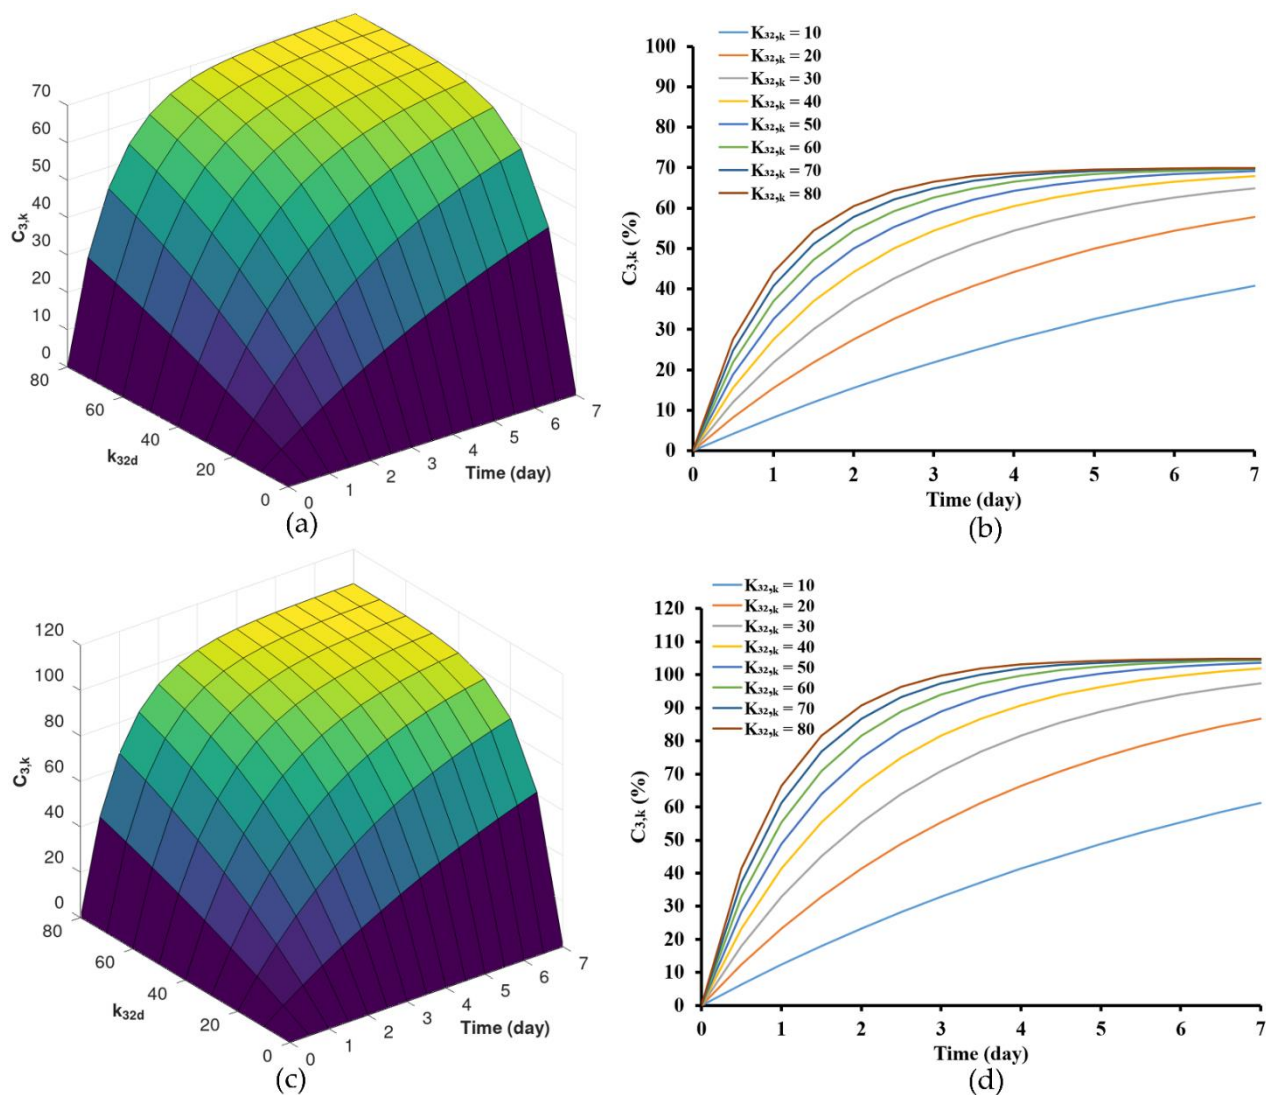 70
60
50
40
30
20
10
0
C3,k
80
60
40
20
0
k32d
0
1
2
3
4
5
6
7
Time (day)
(a)
K32,k = 10
K32,k = 20
K32,k = 30
K32,k = 40
K32,k = 50
K32,k = 60
K32,k = 70
K32,k = 80
100
90
80
70
60
50
40
30
20
10
0
C3,k (%)
0 1 2 3 4 5 6 7
Time (day)
(b)
120
100
80
60
40
20
0
C3,k
80
60
40
20
0
k32d
0
1
2
3
4
5
6
7
Time (day)
(c)
K32,k = 10
K32,k = 20
K32,k = 30
K32,k = 40
K32,k = 50
K32,k = 60
K32,k = 70
K32,k = 80
120
110
100
90
80
70
60
50
40
30
20
10
0
C3,k (%)
0 1 2 3 4 5 6 7
Time (day)
(d)